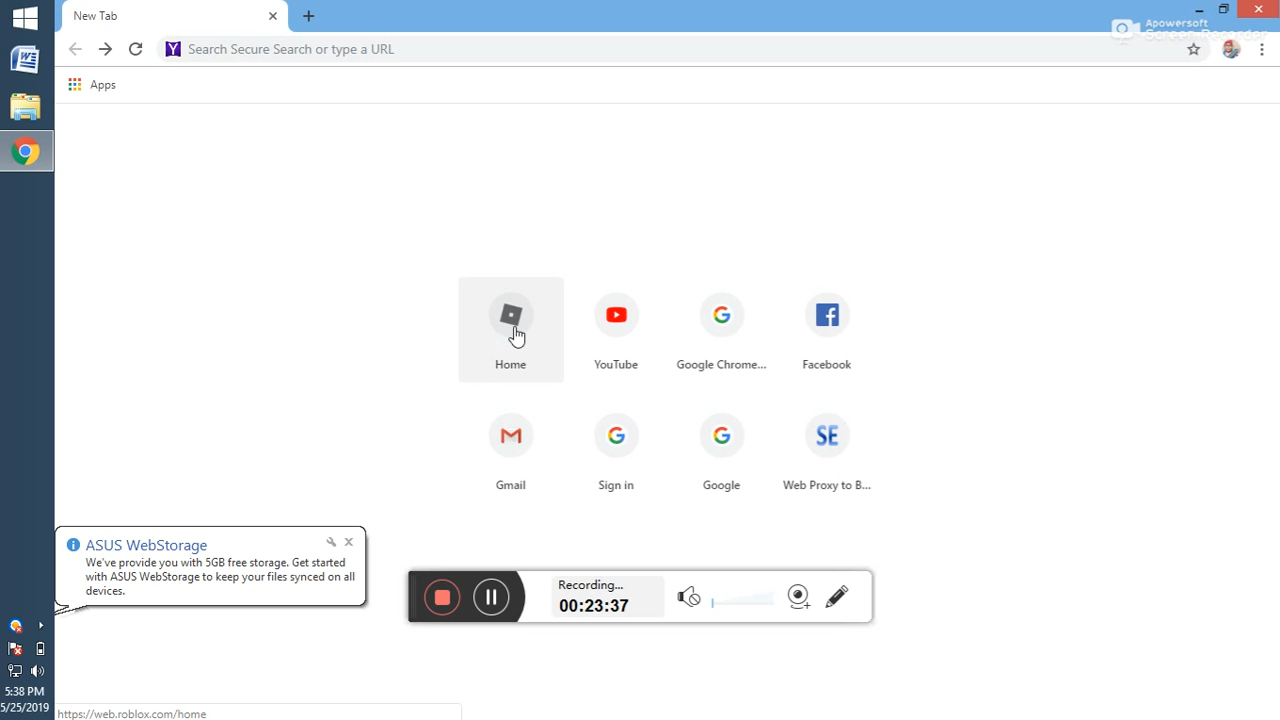 New Tab
Apowersoft
Screen Recorder
Search Secure Search or type a URL
Apps
Home
YouTube
Google Chrome...
Facebook
Gmail
Sign in
Google
SE
Web Proxy to B...
ASUS WebStorage
We've provide you with 5GB free storage. Get started
with ASUS WebStorage to keep your files synced on all
devices.
Recording...
00:23:37
5:38 PM
5/25/2019
https://web.roblox.com/home